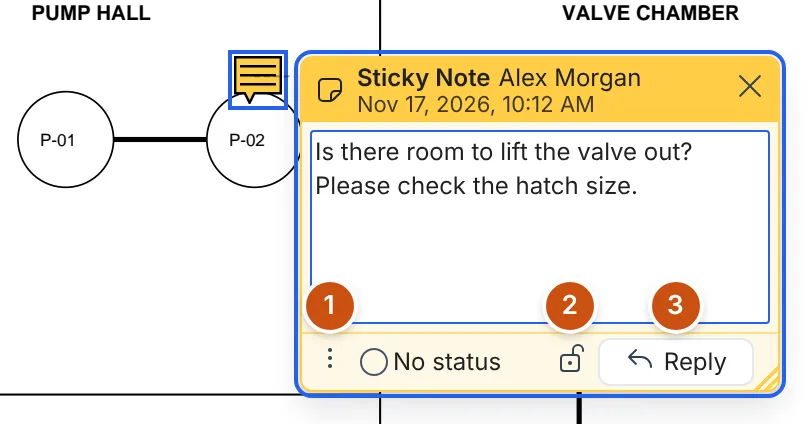 PUMP HALL
VALVE CHAMBER
P-01
P-02
Sticky Note Alex Morgan
Nov 17, 2026, 10:12 AM
Is there room to lift the valve out?
Please check the hatch size.
1
2
3
No status
Reply